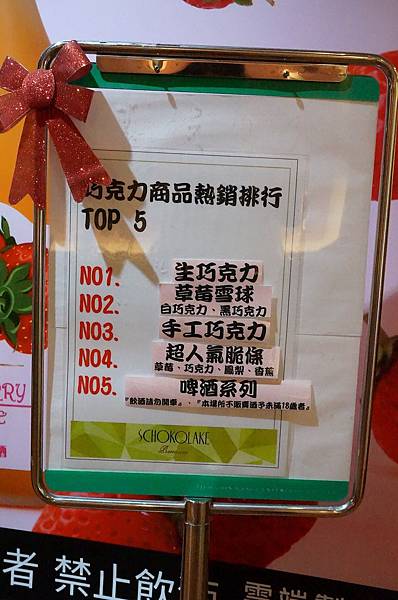 巧克力商品熱銷排行
TOP 5
NO1. 生巧克力
NO2. 草莓雪球
白巧克力、黑巧克力
NO3. 手工巧克力
NO4. 超人氣脆條
草莓、巧克力、鳳梨、香蕉
NO5. 啤酒系列
『飲酒請勿開車』、『本場所不販賣酒予未滿18歲者』
SCHOKOLAKE
RRY
者 禁止飲